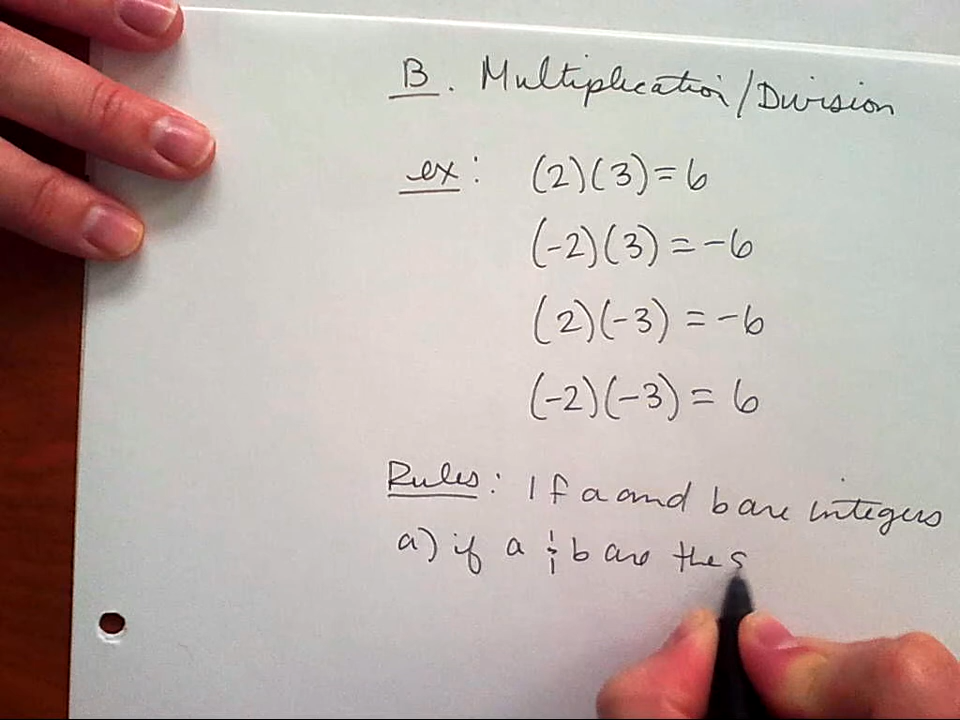 B. Multiplication/Division
ex: (2)(3)=6
(-2)(3)=-6
(2)(-3)=-6
(-2)(-3)=6
Rules: If a and b are integers
a) if a & b are the s